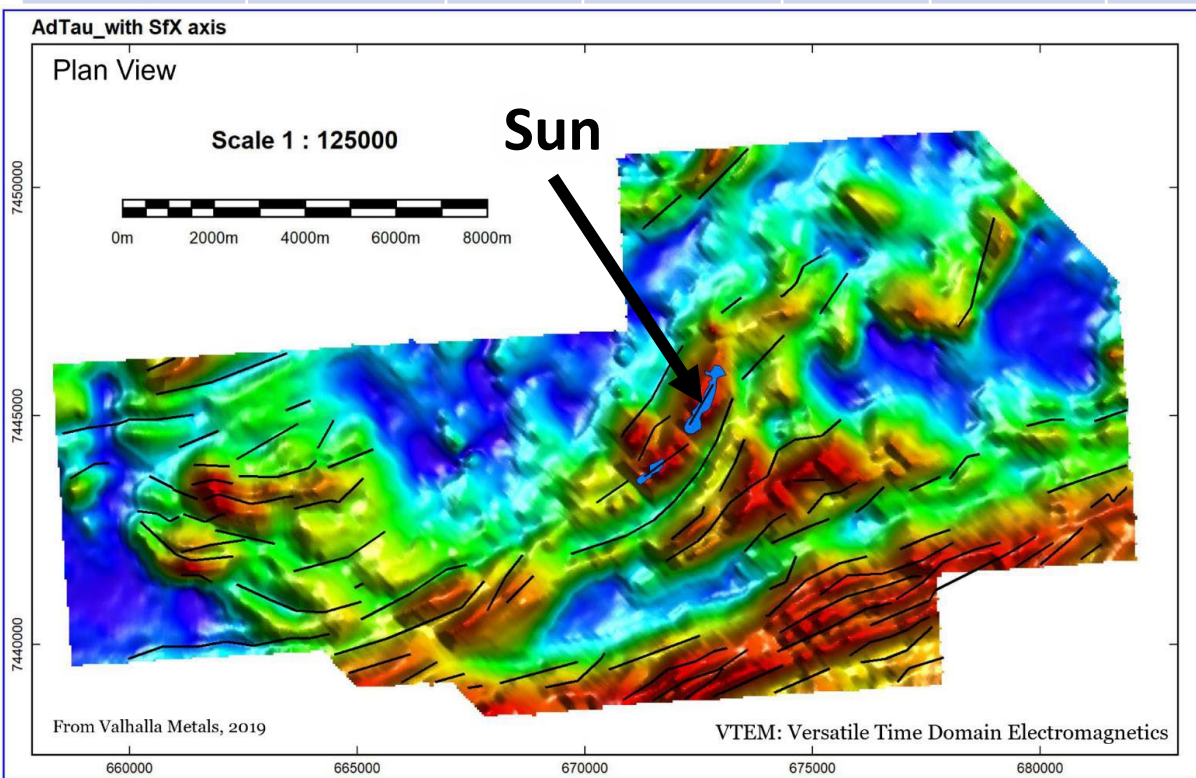 AdTau_with SfX axis
Plan View
Scale 1 : 125000
Sun
0m 2000m 4000m 6000m 8000m
7450000
7445000
7440000
From Valhalla Metals, 2019
VTEM: Versatile Time Domain Electromagnetics
660000 665000 670000 675000 680000